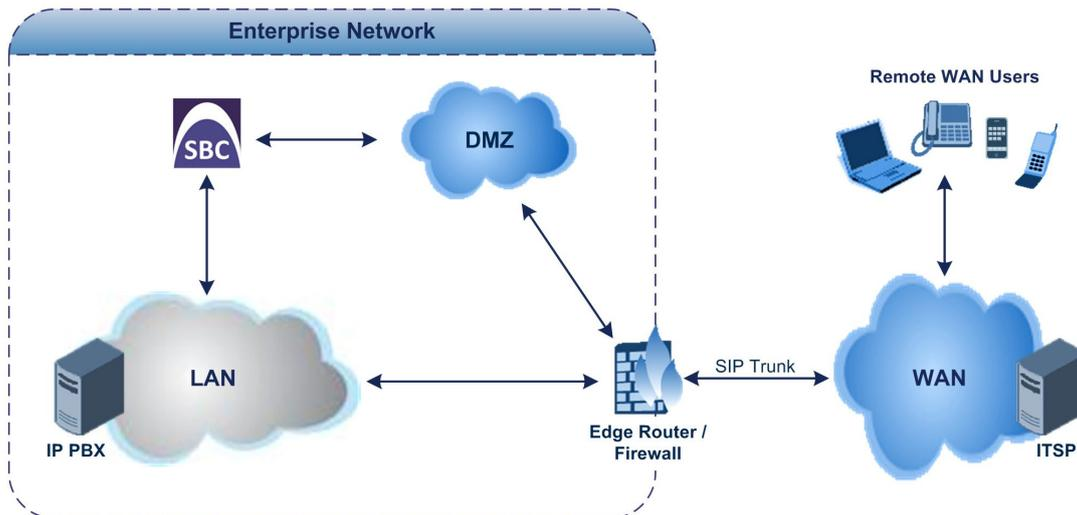 Enterprise Network
Remote WAN Users
SBC
DMZ
LAN
SIP Trunk
WAN
IP PBX
Edge Router /
Firewall
ITSP